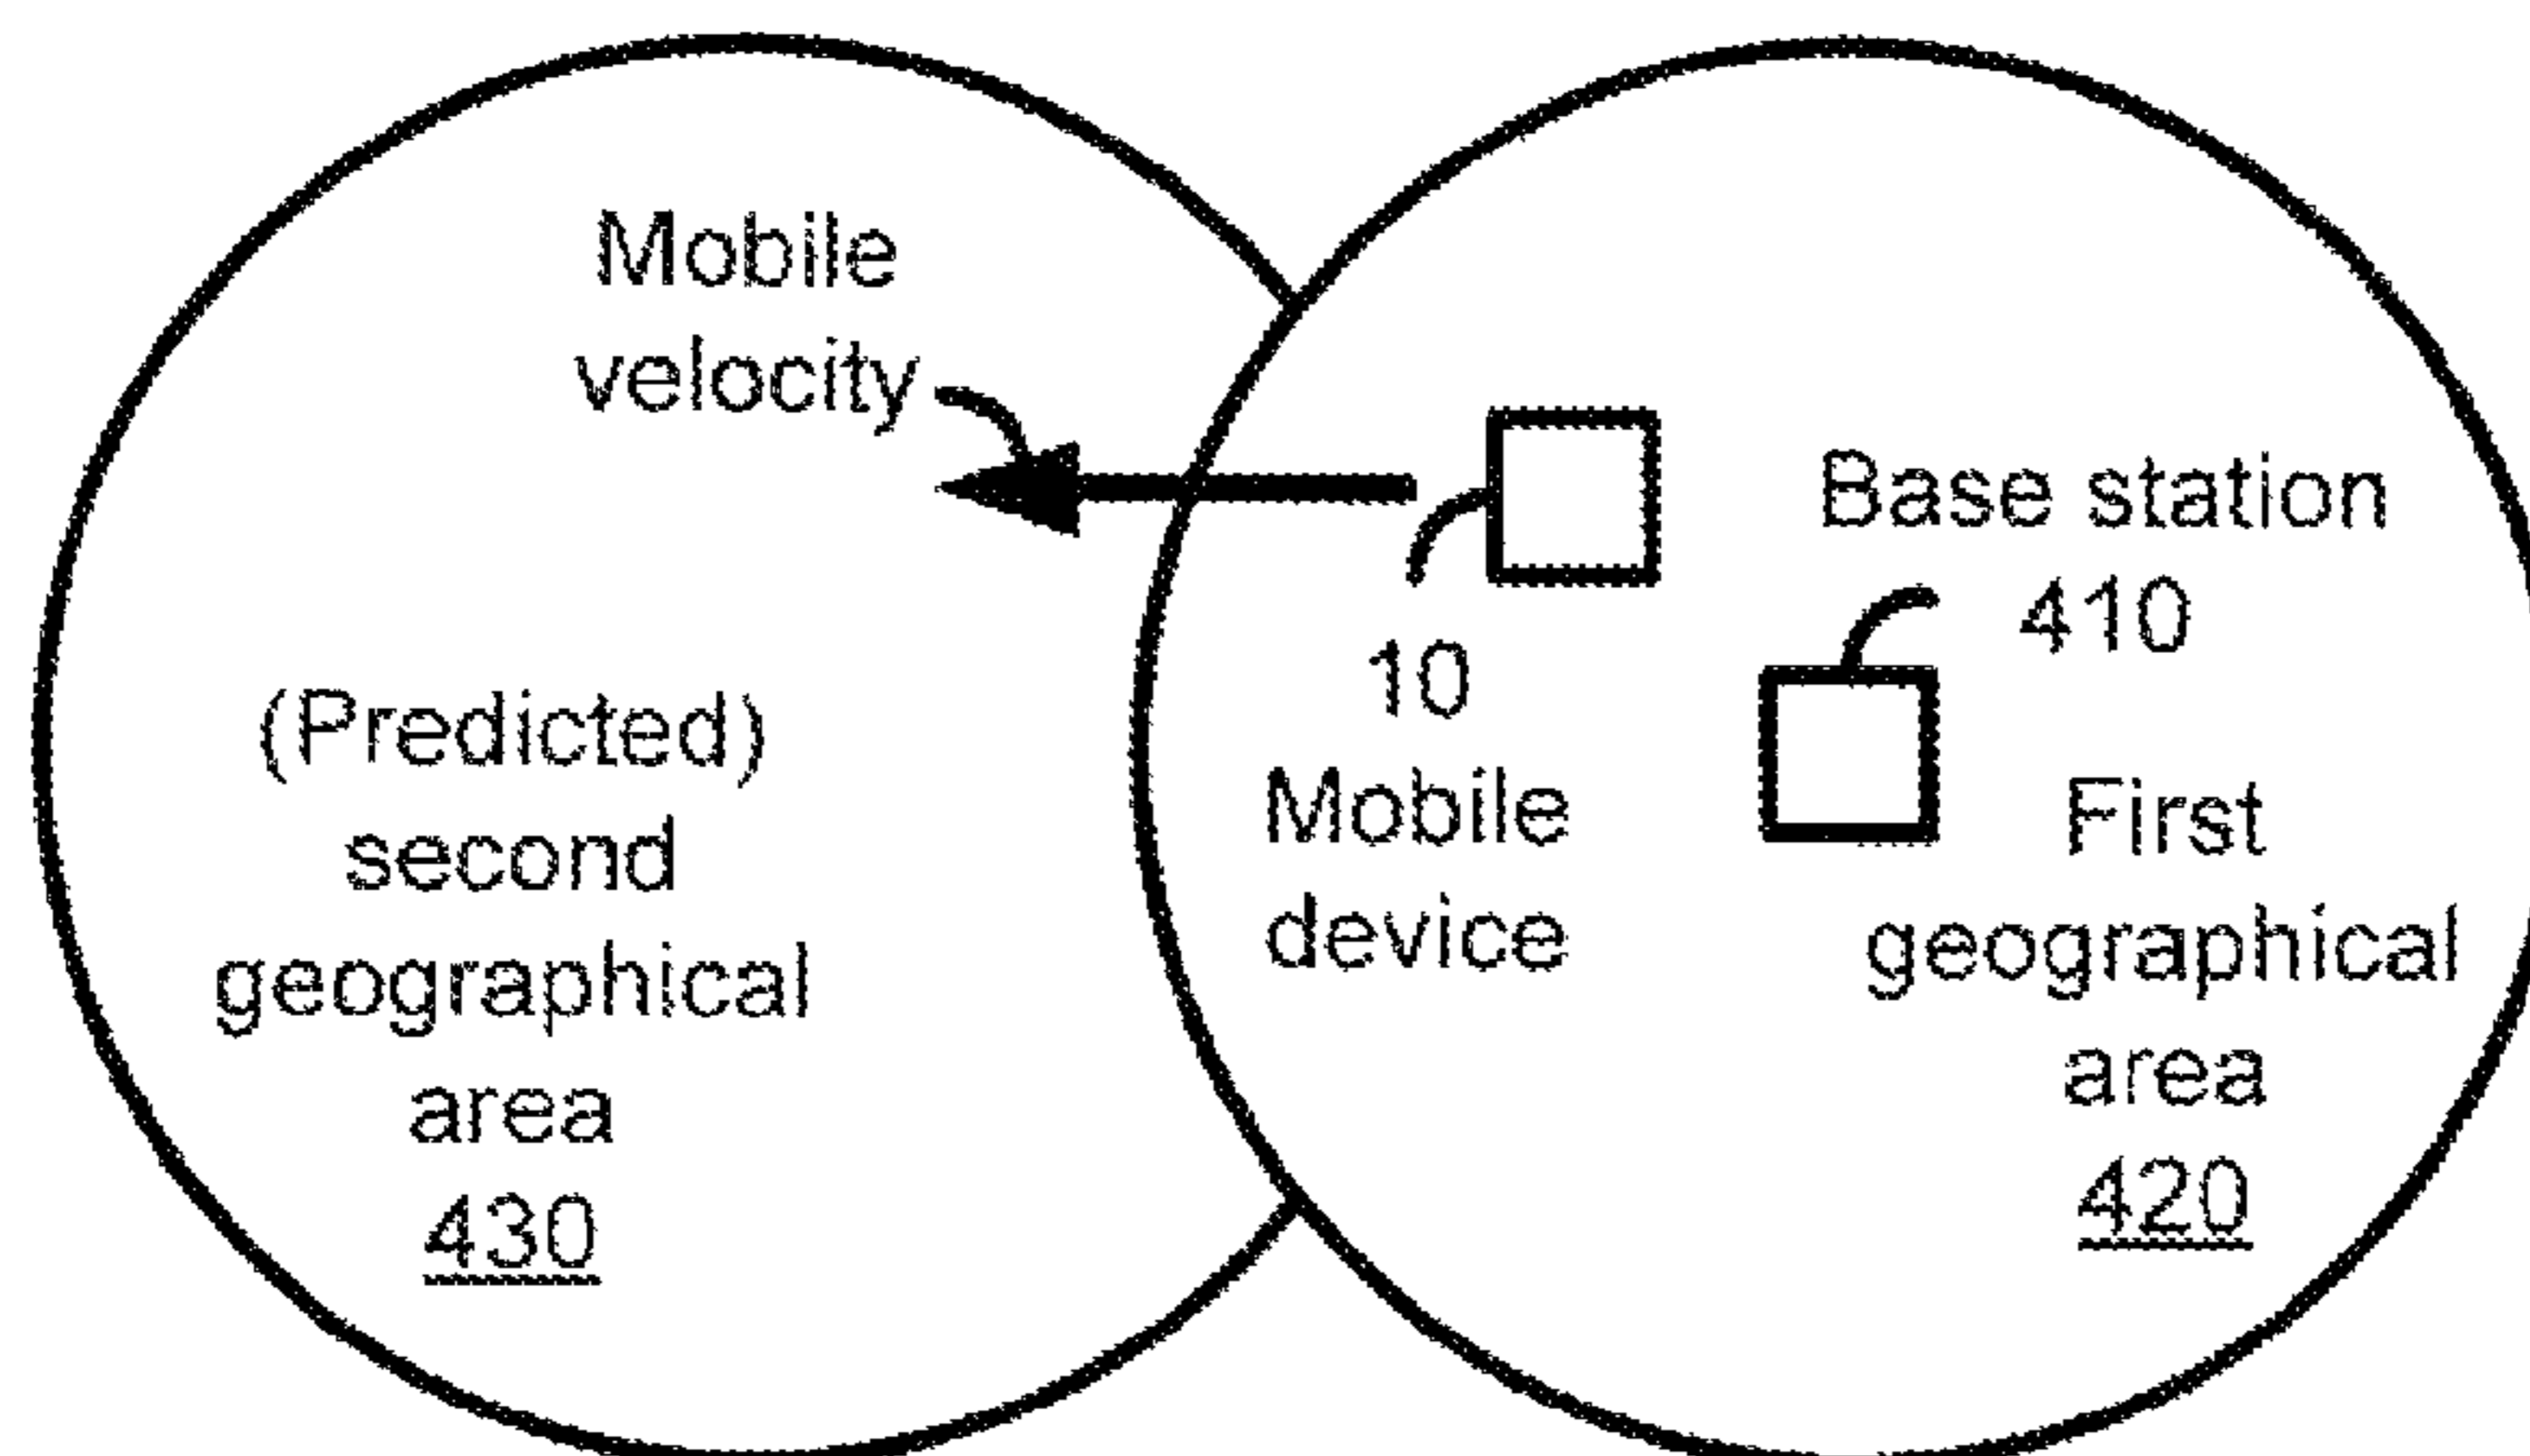 Mobile
velocity
(Predicted)
second
geographical
area
430
10
Mobile
device
Base station
410
First
geographical
area
420